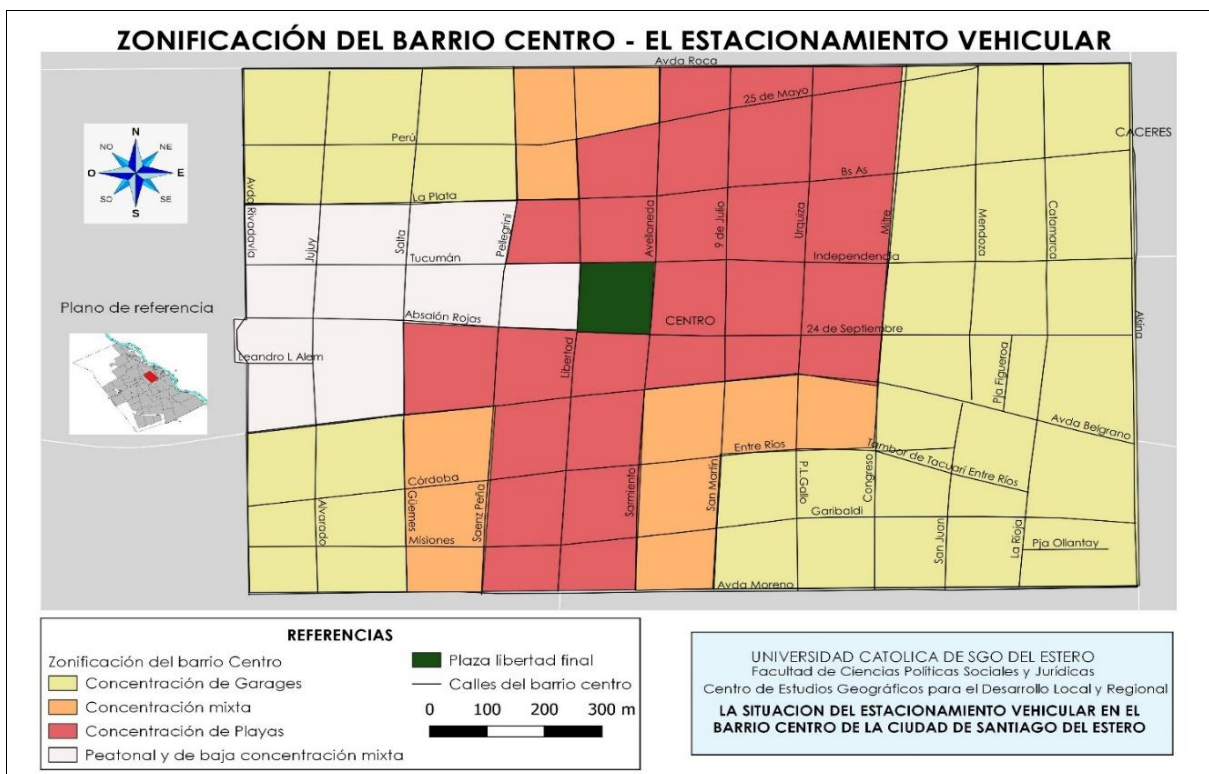 ZONIFICACIÓN DEL BARRIO CENTRO - EL ESTACIONAMIENTO VEHICULAR
Avda Roca
25 de Mayo
Perú
CACERES
N
NO
NE
O
E
SO
SE
S
Bs As
La Plata
Avda Rivadavia
Jujuy
Salta
Pellegrini
Avellaneda
9 de Julio
Urquiza
Mitre
Mendoza
Catamarca
Tucumán
Independencia
Plano de referencia
Absalón Rojas
CENTRO
24 de Septiembre
Alsina
Leandro L Alem
Libertad
Pja Figueroa
Avda Belgrano
Entre Ríos
Tambor de Tacuarí
Entre Ríos
Córdoba
Alvarado
Güemes
Saenz Peña
Sarmiento
San Martín
P.L.Gallo
Congreso
Garibaldi
San Juan
La Rioja
Misiones
Pja Ollantay
Avda Moreno
REFERENCIAS
Zonificación del barrio Centro
Concentración de Garages
Concentración mixta
Concentración de Playas
Peatonal y de baja concentración mixta
Plaza libertad final
Calles del barrio centro
0 100 200 300 m
UNIVERSIDAD CATOLICA DE SGO DEL ESTERO
Facultad de Ciencias Políticas Sociales y Jurídicas
Centro de Estudios Geográficos para el Desarrollo Local y Regional
LA SITUACION DEL ESTACIONAMIENTO VEHICULAR EN EL
BARRIO CENTRO DE LA CIUDAD DE SANTIAGO DEL ESTERO